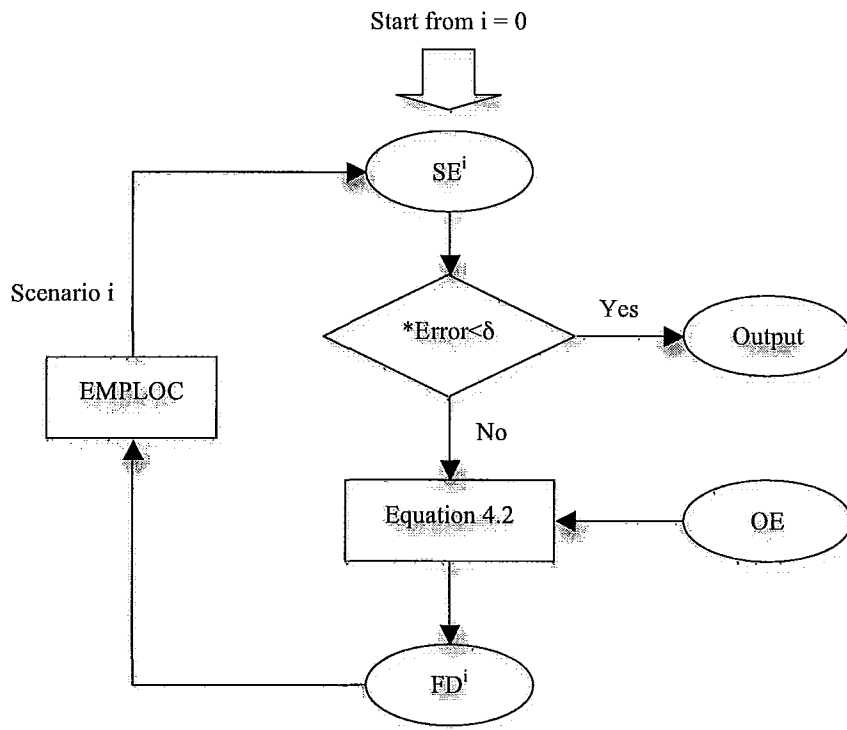 Start from i = 0
SE^i
Scenario i
*Error<δ
Yes
Output
EMPLOC
No
Equation 4.2
OE
FD^i